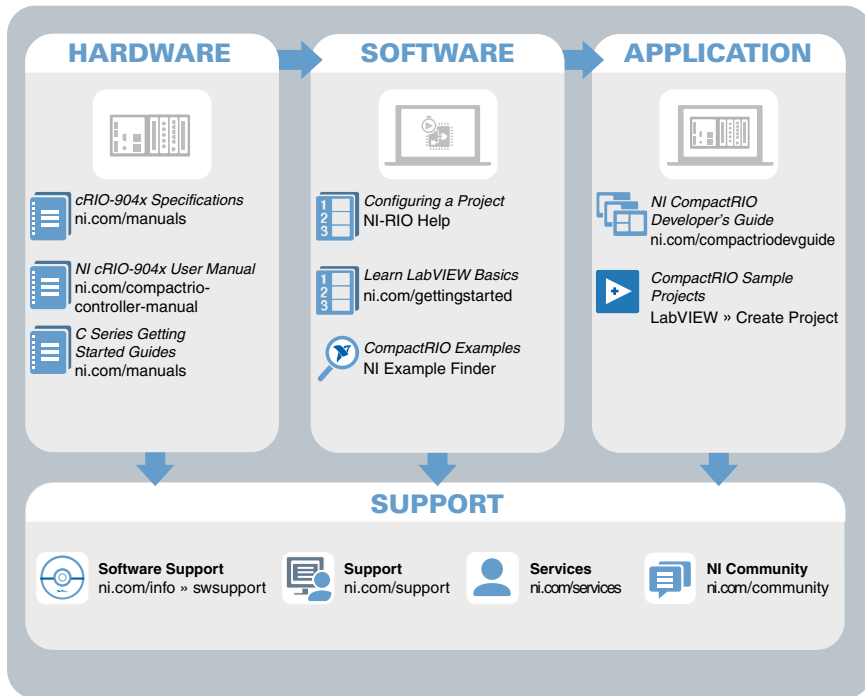 HARDWARE
cRIO-904x Specifications
ni.com/manuals
NI cRIO-904x User Manual
ni.com/compactrio-
controller-manual
C Series Getting
Started Guides
ni.com/manuals
SOFTWARE
1
2
3
Configuring a Project
NI-RIO Help
1
2
3
Learn LabVIEW Basics
ni.com/gettingstarted
CompactRIO Examples
NI Example Finder
APPLICATION
NI CompactRIO
Developer's Guide
ni.com/compactriodevguide
CompactRIO Sample
Projects
LabVIEW » Create Project
SUPPORT
Software Support
ni.com/info » swsupport
Support
ni.com/support
Services
ni.com/services
NI Community
ni.com/community